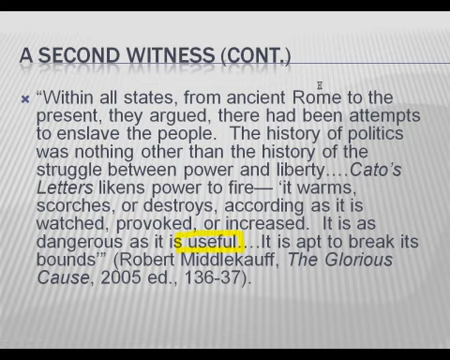 A SECOND WITNESS (CONT.)
“Within all states, from ancient Rome to the
present, they argued, there had been attempts
to enslave the people.  The history of politics
was nothing other than the history of the
struggle between power and liberty….Cato’s
Letters likens power to fire— ‘it warms,
scorches, or destroys, according as it is
watched, provoked, or increased.  It is as
dangerous as it is useful….It is apt to break its
bounds’” (Robert Middlekauff, The Glorious
Cause, 2005 ed., 136-37).